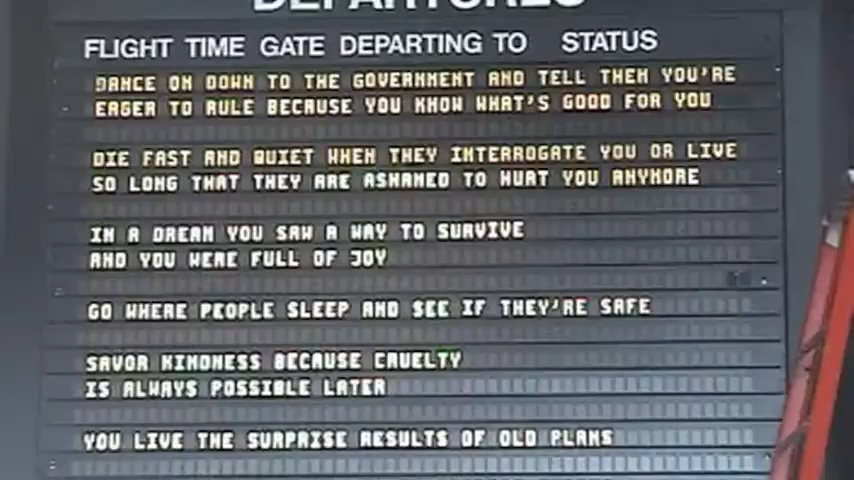 DEPARTURES
FLIGHT TIME GATE DEPARTING TO STATUS
DANCE ON DOWN TO THE GOVERNMENT AND TELL THEM YOU'RE
EAGER TO RULE BECAUSE YOU KNOW WHAT'S GOOD FOR YOU
DIE FAST AND QUIET WHEN THEY INTERROGATE YOU OR LIVE
SO LONG THAT THEY ARE ASHAMED TO HURT YOU ANYMORE
IN A DREAM YOU SAW A WAY TO SURVIVE
AND YOU WERE FULL OF JOY
GO WHERE PEOPLE SLEEP AND SEE IF THEY'RE SAFE
SAVOR KINDNESS BECAUSE CRUELTY
IS ALWAYS POSSIBLE LATER
YOU LIVE THE SURPRISE RESULTS OF OLD PLANS